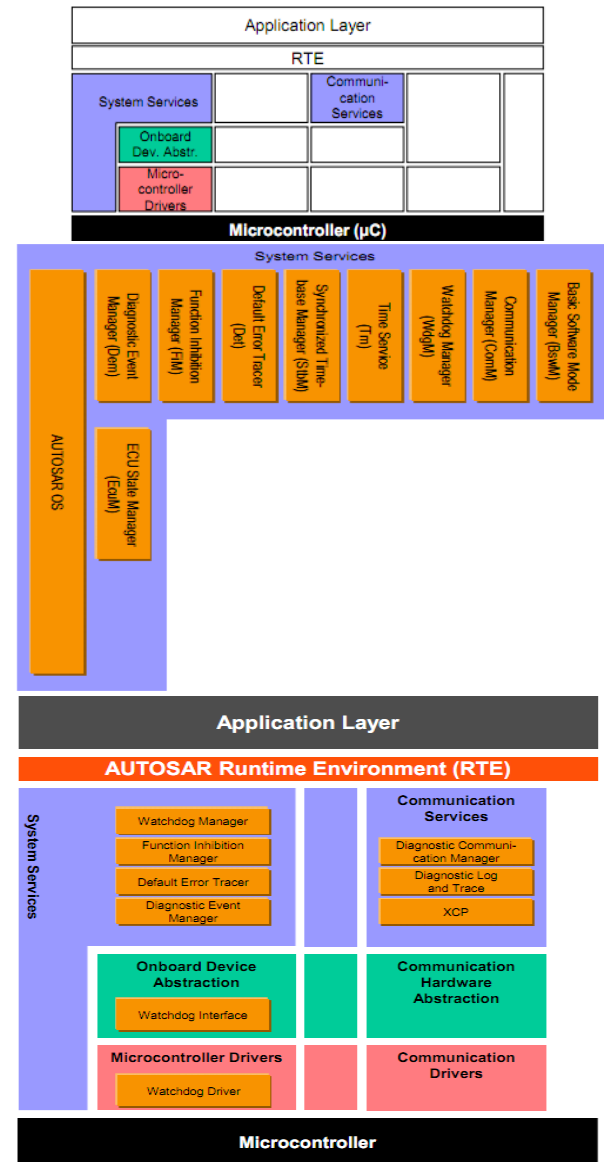 Application Layer
RTE
System Services
Communi-
cation
Services
Onboard
Dev. Abstr.
Micro-
controller
Drivers
Microcontroller (µC)
System Services
AUTOSAR OS
Diagnostic Event
Manager (Dem)
Function Inhibition
Manager (FIM)
Default Error Tracer
(Det)
Synchronized Time-
base Manager (StbM)
Time Service
(Tm)
Watchdog Manager
(WdgM)
Communication
Manager (ComM)
Basic Software Mode
Manager (BswM)
ECU State Manager
(EcuM)
Application Layer
AUTOSAR Runtime Environment (RTE)
System Services
Watchdog Manager
Function Inhibition
Manager
Default Error Tracer
Diagnostic Event
Manager
Communication
Services
Diagnostic Communi-
cation Manager
Diagnostic Log
and Trace
XCP
Onboard Device
Abstraction
Watchdog Interface
Communication
Hardware
Abstraction
Microcontroller Drivers
Watchdog Driver
Communication
Drivers
Microcontroller